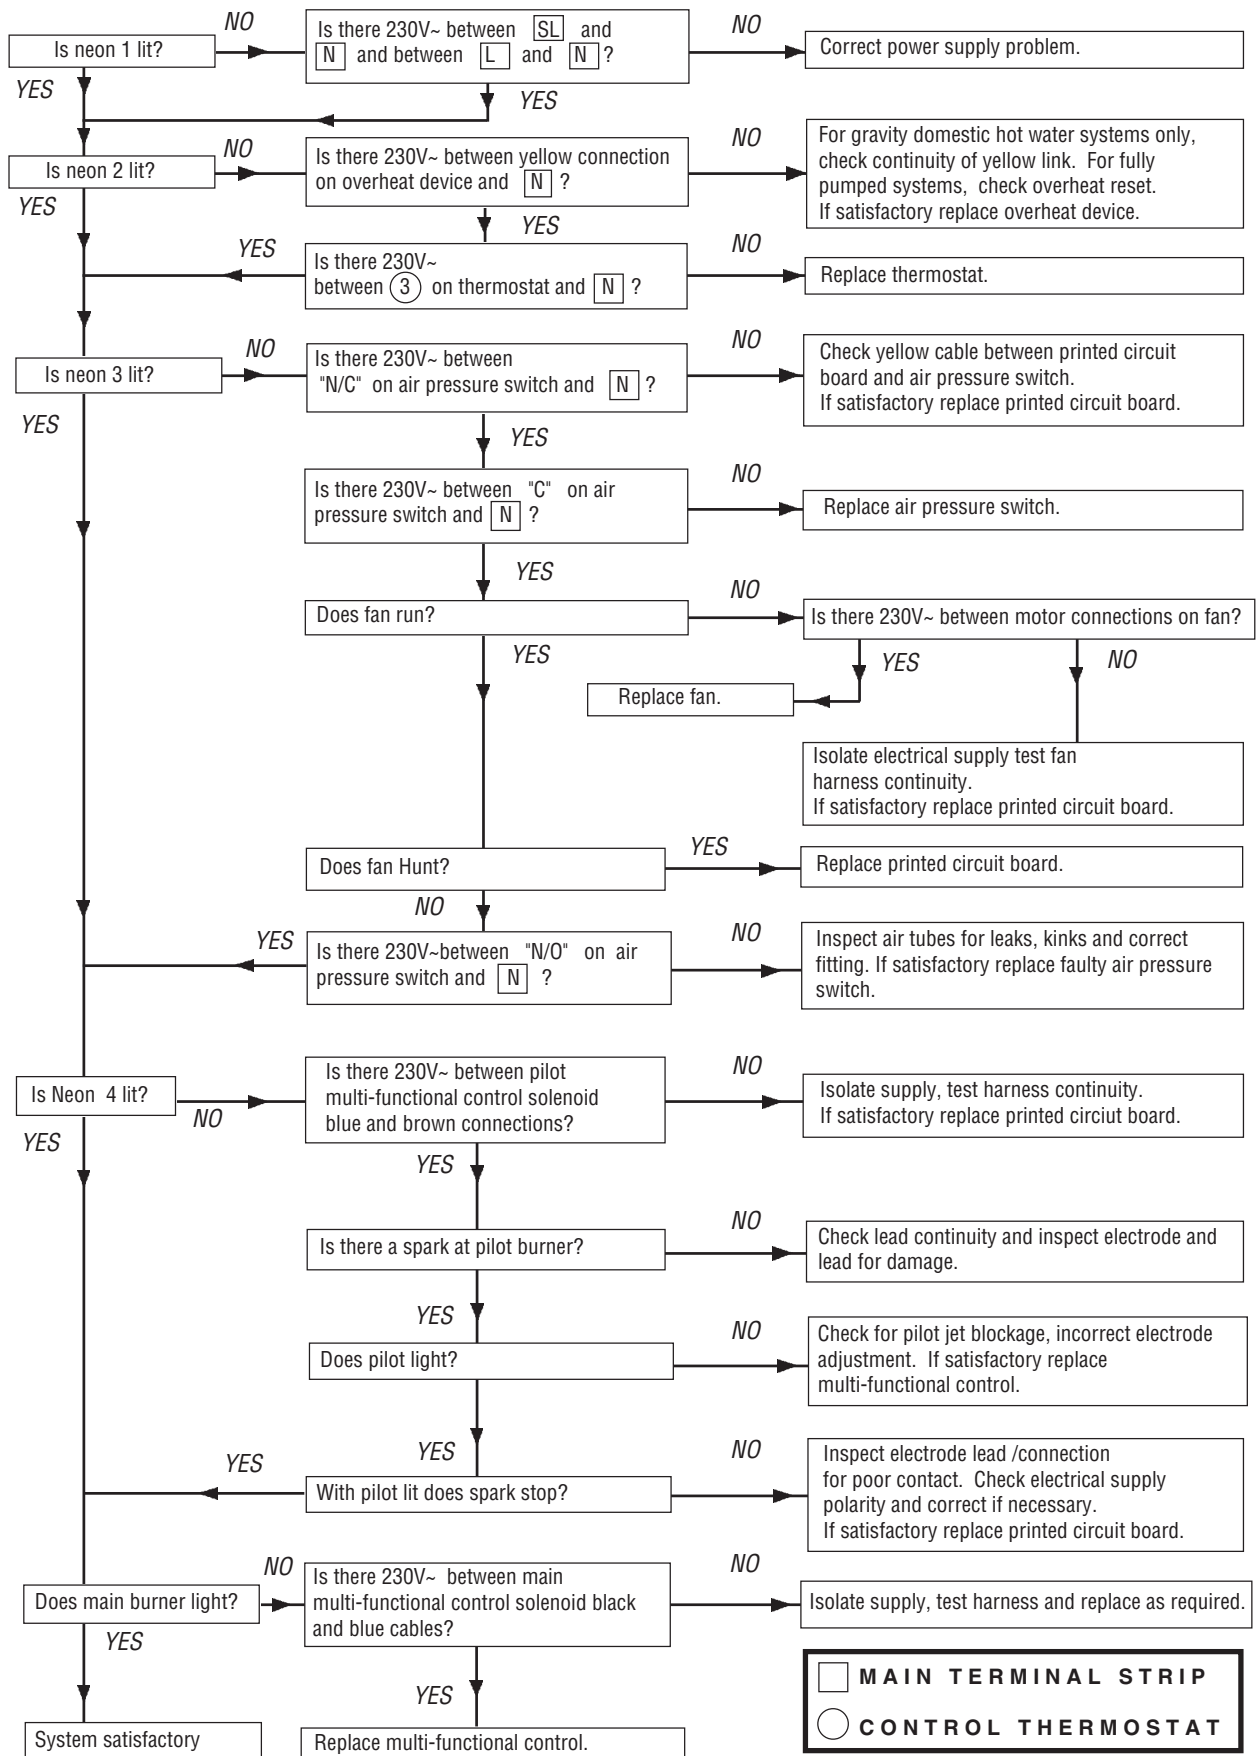 NO
Is there 230V~ between SL and
N and between L and N ?
NO
Is neon 1 lit?
Correct power supply problem.
YES
YES
Is neon 2 lit?
NO
Is there 230V~ between yellow connection
on overheat device and N ?
NO
For gravity domestic hot water systems only,
check continuity of yellow link. For fully
pumped systems, check overheat reset.
If satisfactory replace overheat device.
YES
YES
YES
Is there 230V~
between 3 on thermostat and N ?
NO
Replace thermostat.
Is neon 3 lit?
NO
Is there 230V~ between
"N/C" on air pressure switch and N ?
NO
Check yellow cable between printed circuit
board and air pressure switch.
If satisfactory replace printed circuit board.
YES
YES
Is there 230V~ between "C" on air
pressure switch and N ?
NO
Replace air pressure switch.
YES
Does fan run?
NO
Is there 230V~ between motor connections on fan?
YES
YES
NO
Replace fan.
Isolate electrical supply test fan
harness continuity.
If satisfactory replace printed circuit board.
Does fan Hunt?
YES
Replace printed circuit board.
NO
YES
Is there 230V~between "N/O" on air
pressure switch and N ?
NO
Inspect air tubes for leaks, kinks and correct
fitting. If satisfactory replace faulty air pressure
switch.
Is Neon 4 lit?
NO
Is there 230V~ between pilot
multi-functional control solenoid
blue and brown connections?
NO
Isolate supply, test harness continuity.
If satisfactory replace printed circiut board.
YES
YES
Is there a spark at pilot burner?
NO
Check lead continuity and inspect electrode and
lead for damage.
YES
Does pilot light?
NO
Check for pilot jet blockage, incorrect electrode
adjustment. If satisfactory replace
multi-functional control.
YES
YES
With pilot lit does spark stop?
NO
Inspect electrode lead /connection
for poor contact. Check electrical supply
polarity and correct if necessary.
If satisfactory replace printed circuit board.
Does main burner light?
NO
Is there 230V~ between main
multi-functional control solenoid black
and blue cables?
NO
Isolate supply, test harness and replace as required.
YES
YES
System satisfactory
Replace multi-functional control.
MAIN TERMINAL STRIP
CONTROL THERMOSTAT